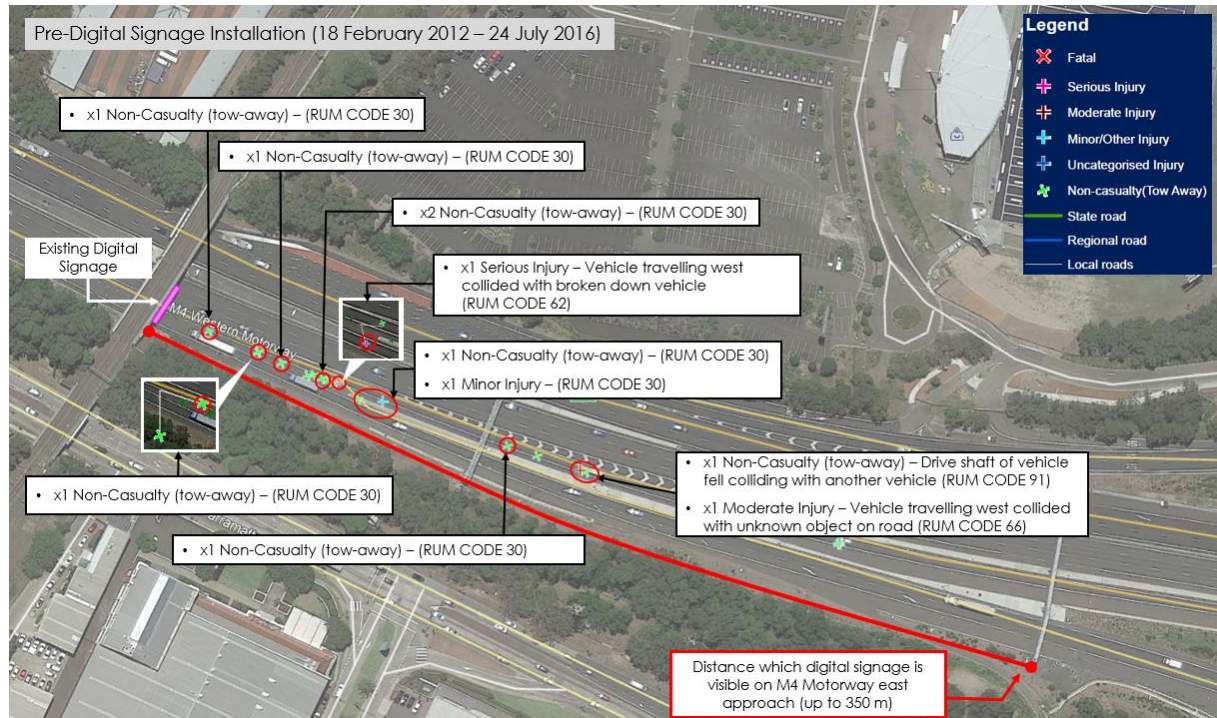 Pre-Digital Signage Installation (18 February 2012 – 24 July 2016)
Legend
Fatal
Serious Injury
Moderate Injury
Minor/Other Injury
Uncategorised Injury
Non-casualty(Tow Away)
State road
Regional road
Local roads
• x1 Non-Casualty (tow-away) – (RUM CODE 30)
• x1 Non-Casualty (tow-away) – (RUM CODE 30)
• x2 Non-Casualty (tow-away) – (RUM CODE 30)
Existing Digital
Signage
• x1 Serious Injury – Vehicle travelling west
collided with broken down vehicle
(RUM CODE 62)
M4 Western Motorway
• x1 Non-Casualty (tow-away) – (RUM CODE 30)
• x1 Minor Injury – (RUM CODE 30)
• x1 Non-Casualty (tow-away) – Drive shaft of vehicle
fell colliding with another vehicle (RUM CODE 91)
• x1 Moderate Injury – Vehicle travelling west collided
with unknown object on road (RUM CODE 66)
• x1 Non-Casualty (tow-away) – (RUM CODE 30)
• x1 Non-Casualty (tow-away) – (RUM CODE 30)
Distance which digital signage is
visible on M4 Motorway east
approach (up to 350 m)